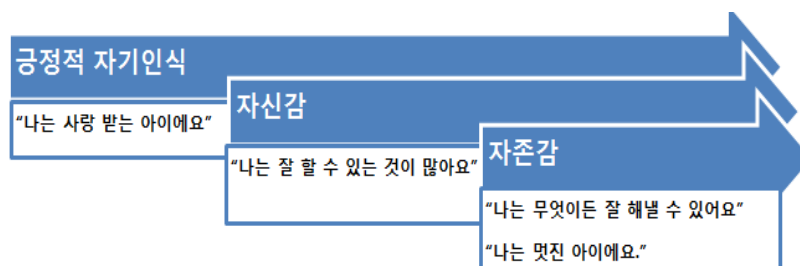 긍정적 자기인식
“나는 사랑 받는 아이에요”
자신감
“나는 잘 할 수 있는 것이 많아요”
자존감
“나는 무엇이든 잘 해낼 수 있어요”
“나는 멋진 아이에요.”